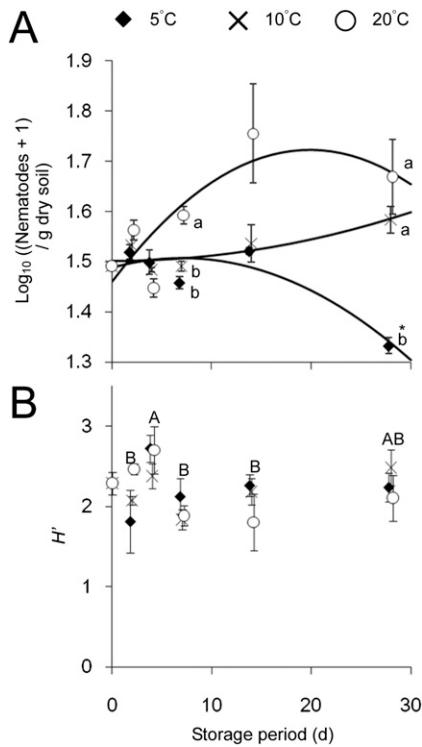 A
5°C 10°C 20°C
Log10 ((Nematodes + 1)
/ g dry soil)
1.9
1.8
1.7
1.6
1.5
1.4
1.3
a
b
b
a
a
*
b
B
H'
3
2
1
0
B
A
B
B
AB
0 10 20 30
Storage period (d)